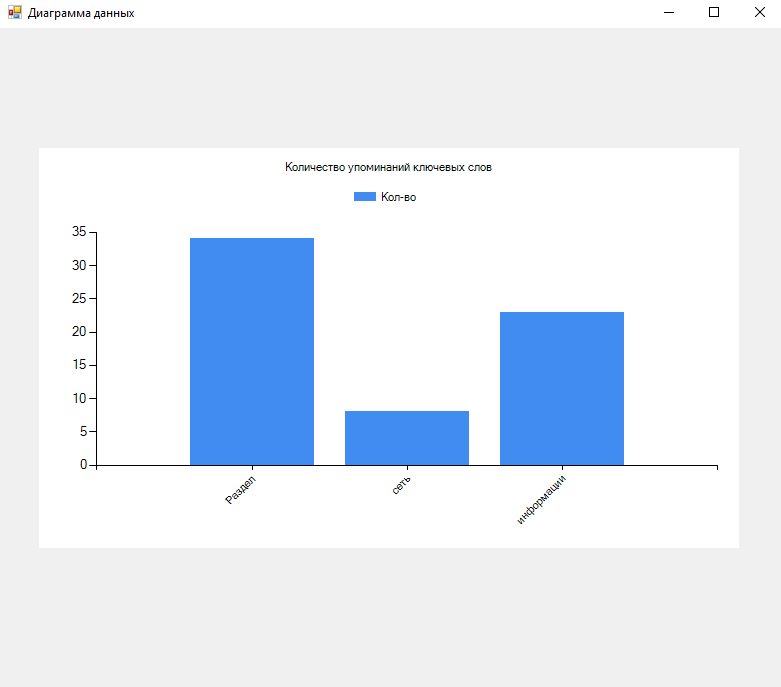 Диаграмма данных
Количество упоминаний ключевых слов
Кол-во
35
30
25
20
15
10
5
0
Раздел
сеть
информации